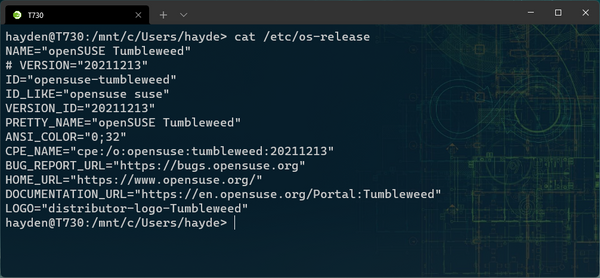 T730
hayden@T730:/mnt/c/Users/hayde> cat /etc/os-release
NAME="openSUSE Tumbleweed"
# VERSION="20211213"
ID="opensuse-tumbleweed"
ID_LIKE="opensuse suse"
VERSION_ID="20211213"
PRETTY_NAME="openSUSE Tumbleweed"
ANSI_COLOR="0;32"
CPE_NAME="cpe:/o:opensuse:tumbleweed:20211213"
BUG_REPORT_URL="https://bugs.opensuse.org"
HOME_URL="https://www.opensuse.org/"
DOCUMENTATION_URL="https://en.opensuse.org/Portal:Tumbleweed"
LOGO="distributor-logo-Tumbleweed"
hayden@T730:/mnt/c/Users/hayde>